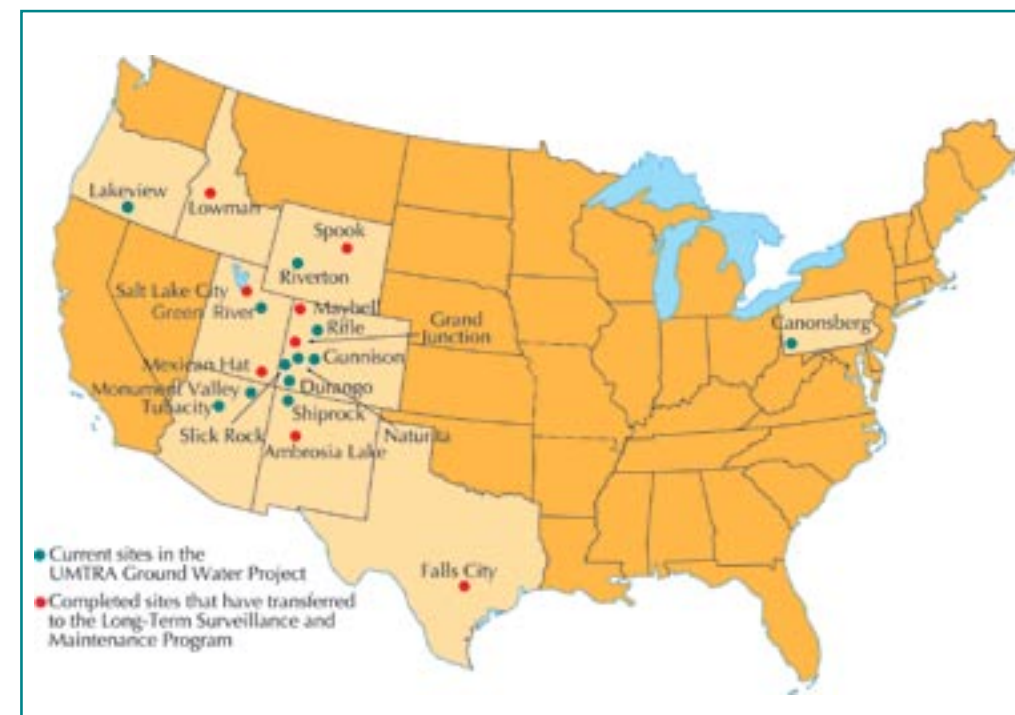 Lakeview
Lowman
Spook
Riverton
Salt Lake City
Green River
Maybell
Rifle
Grand
Junction
Gunnison
Mexican Hat
Monument Valley
Durango
Tubacity
Shiprock
Slick Rock
Naturita
Ambrosia Lake
Canonsberg
Falls City
Current sites in the
UMTRA Ground Water Project
Completed sites that have transferred
to the Long-Term Surveillance and
Maintenance Program